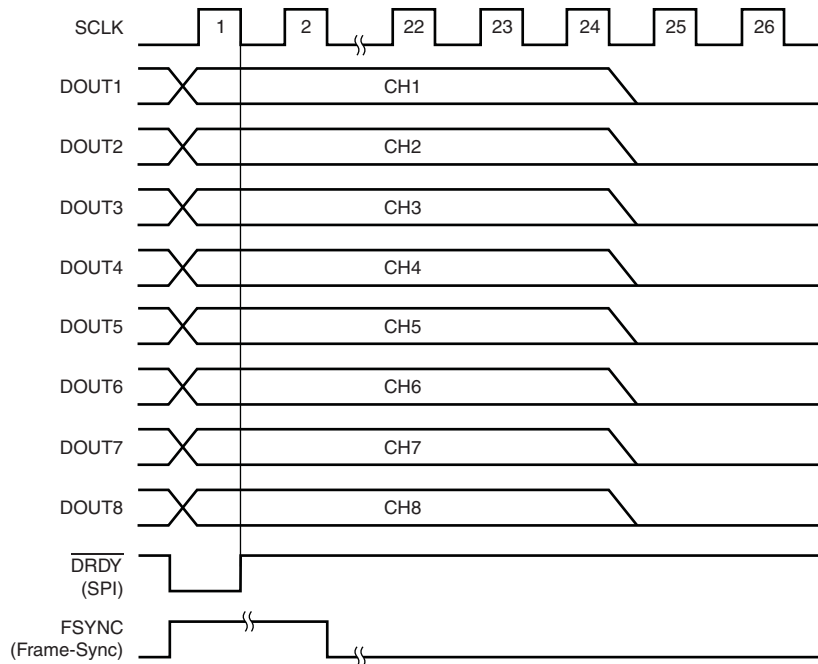 SCLK 1 2 22 23 24 25 26
DOUT1 CH1
DOUT2 CH2
DOUT3 CH3
DOUT4 CH4
DOUT5 CH5
DOUT6 CH6
DOUT7 CH7
DOUT8 CH8
DRDY
(SPI)
FSYNC
(Frame-Sync)